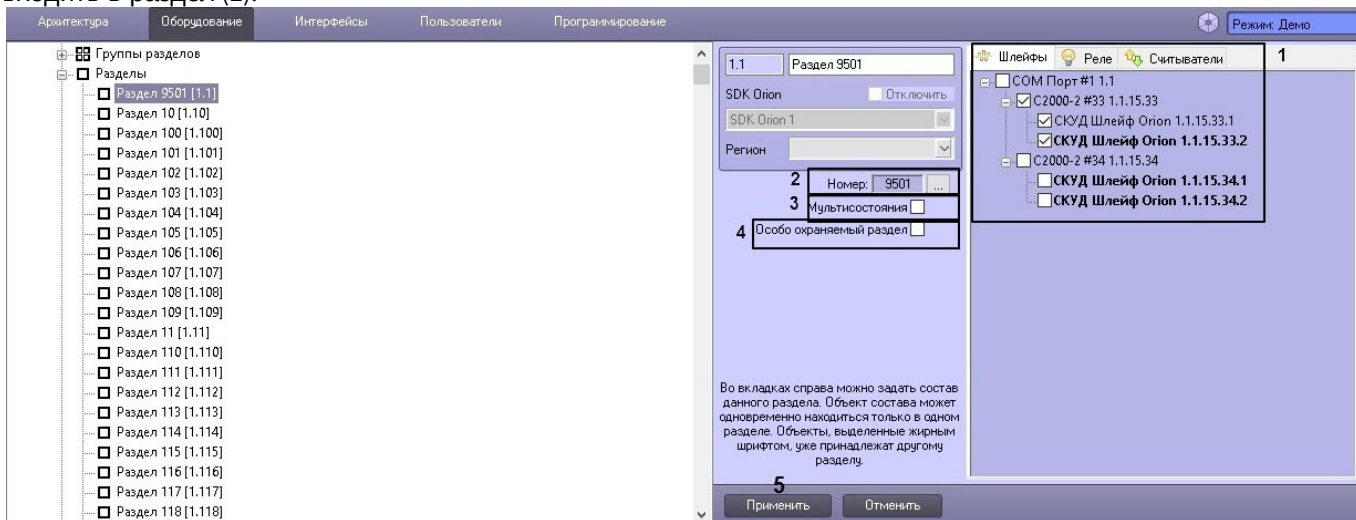 входить в раздел (1).
Архитектура Оборудование Интерфейсы Пользователи Программирование Режим: Демо
Группы разделов
Разделы
Раздел 9501 [1.1]
Раздел 10 [1.10]
Раздел 100 [1.100]
Раздел 101 [1.101]
Раздел 102 [1.102]
Раздел 103 [1.103]
Раздел 104 [1.104]
Раздел 105 [1.105]
Раздел 106 [1.106]
Раздел 107 [1.107]
Раздел 108 [1.108]
Раздел 109 [1.109]
Раздел 11 [1.11]
Раздел 110 [1.110]
Раздел 111 [1.111]
Раздел 112 [1.112]
Раздел 113 [1.113]
Раздел 114 [1.114]
Раздел 115 [1.115]
Раздел 116 [1.116]
Раздел 117 [1.117]
Раздел 118 [1.118]
1.1 Раздел 9501
SDK Orion Отключить
SDK Orion 1
Регион
2 Номер: 9501 ...
3 Мультисостояния
4 Особо охраняемый раздел
Во вкладках справа можно задать состав
данного раздела. Объект состава может
одновременно находиться только в одном
разделе. Объекты, выделенные жирным
шрифтом, уже принадлежат другому
разделу.
5
Применить Отменить
Шлейфы Реле Считыватели 1
COM Порт #1 1.1
С2000-2 #33 1.1.15.33
СКУД Шлейф Orion 1.1.15.33.1
СКУД Шлейф Orion 1.1.15.33.2
С2000-2 #34 1.1.15.34
СКУД Шлейф Orion 1.1.15.34.1
СКУД Шлейф Orion 1.1.15.34.2